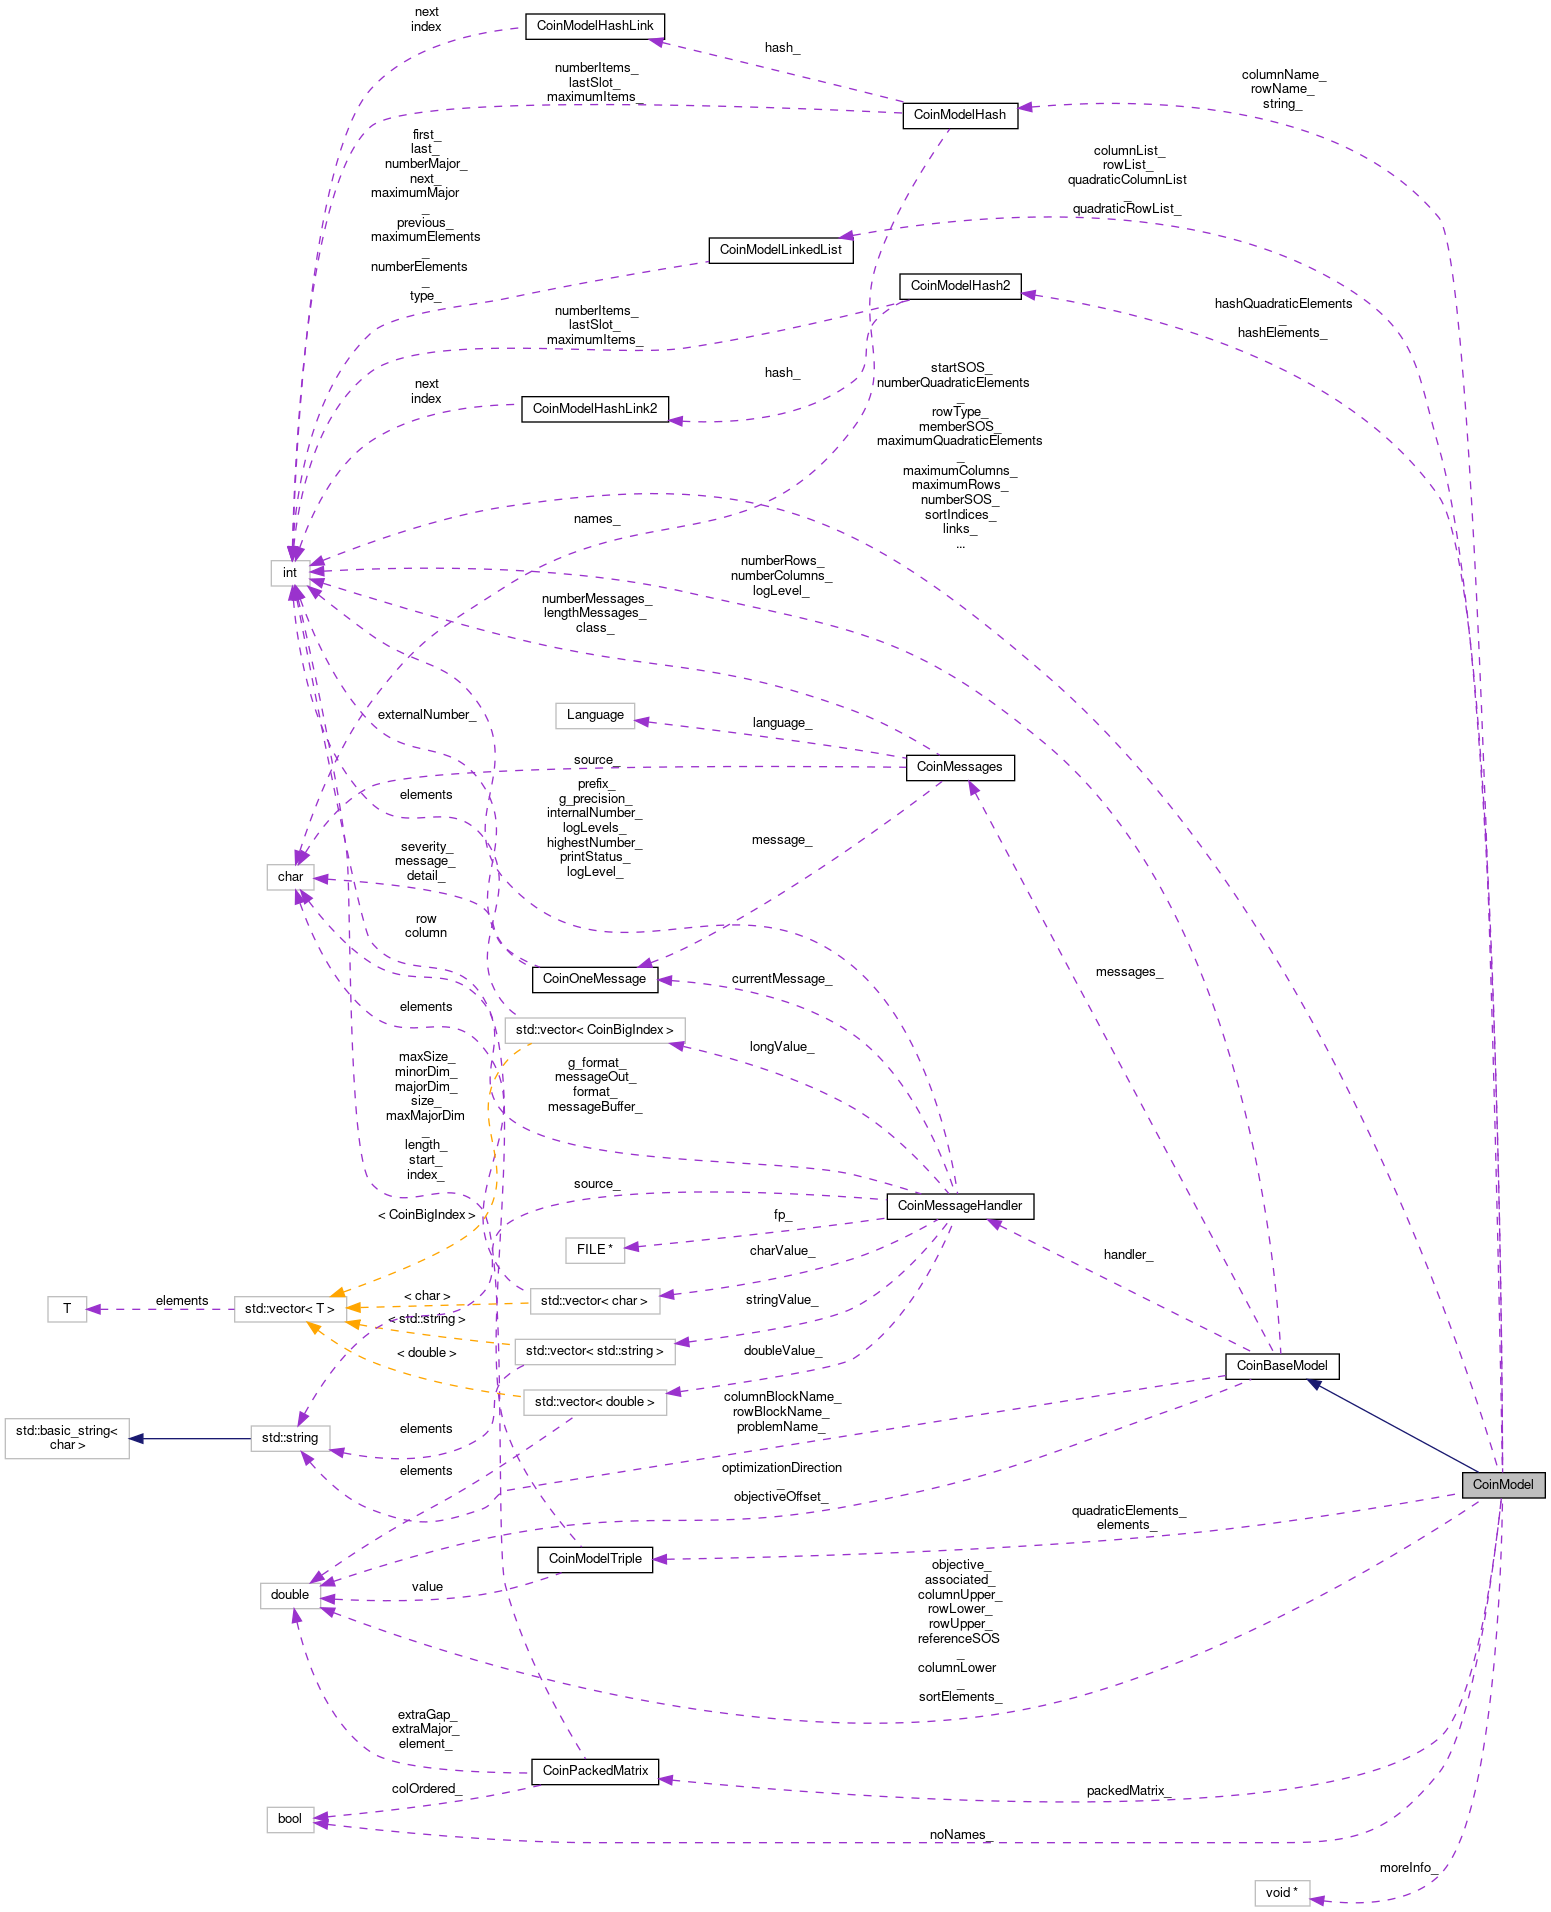 next
index
CoinModelHashLink
hash_
numberItems_
lastSlot_
maximumItems_
columnName_
rowName_
string_
CoinModelHash
first_
last_
numberMajor_
next_
maximumMajor
_
previous_
maximumElements
_
numberElements
_
type_
columnList_
rowList_
quadraticColumnList
_
quadraticRowList_
CoinModelLinkedList
CoinModelHash2
hashQuadraticElements
_
hashElements_
numberItems_
lastSlot_
maximumItems_
hash_
next
index
CoinModelHashLink2
startSOS_
numberQuadraticElements
_
rowType_
memberSOS_
maximumQuadraticElements
_
maximumColumns_
maximumRows_
numberSOS_
sortIndices_
links_
...
names_
int
numberRows_
numberColumns_
logLevel_
numberMessages_
lengthMessages_
class_
externalNumber_
Language
language_
CoinMessages
source_
elements
prefix_
g_precision_
internalNumber_
logLevels_
highestNumber_
printStatus_
logLevel_
message_
severity_
message_
detail_
char
row
column
CoinOneMessage
currentMessage_
messages_
elements
std::vector< CoinBigIndex >
longValue_
maxSize_
minorDim_
majorDim_
size_
maxMajorDim
_
length_
start_
index_
g_format_
messageOut_
format_
messageBuffer_
source_
CoinMessageHandler
< CoinBigIndex >
fp_
FILE *
charValue_
handler_
T
elements
std::vector< T >
< char >
std::vector< char >
stringValue_
< std::string >
std::vector< std::string >
< double >
doubleValue_
CoinBaseModel
std::vector< double >
columnBlockName_
rowBlockName_
problemName_
std::basic_string<
char >
std::string
elements
elements
optimizationDirection
_
objectiveOffset_
CoinModel
quadraticElements_
elements_
CoinModelTriple
value
double
objective_
associated_
columnUpper_
rowLower_
rowUpper_
referenceSOS
_
columnLower
_
sortElements_
extraGap_
extraMajor_
element_
CoinPackedMatrix
colOrdered_
packedMatrix_
bool
noNames_
moreInfo_
void *